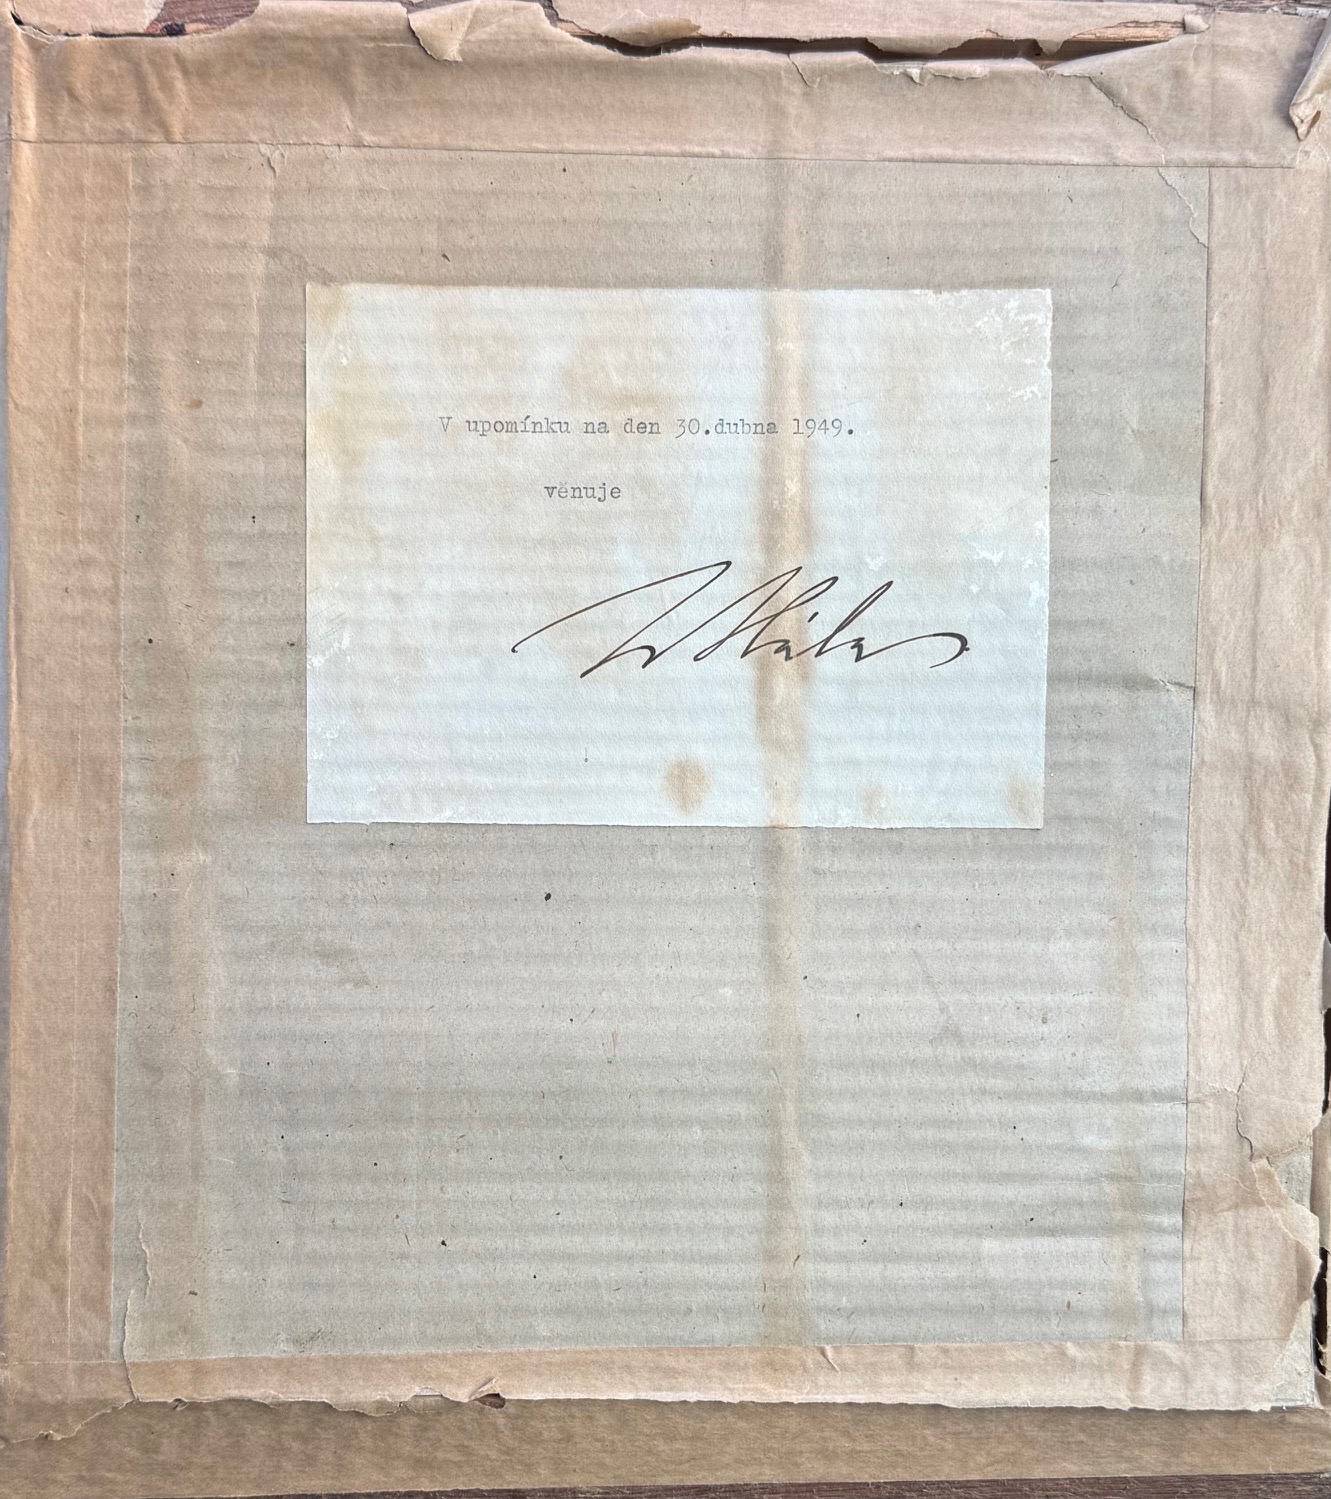 V upomínku na den 30.dubna 1949.
věnuje